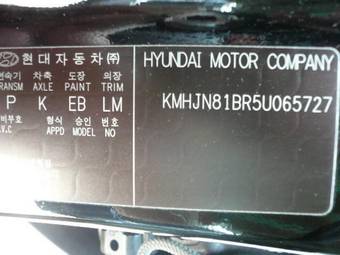 현대자동차㈜ HYUNDAI MOTOR COMPANY
변속기 차축 도장 의장
TRANSM AXLE PAINT TRIM
KMHJN81BR5U065727
P K EB LM
형식 승인 번호
V.C APPD MODEL NO